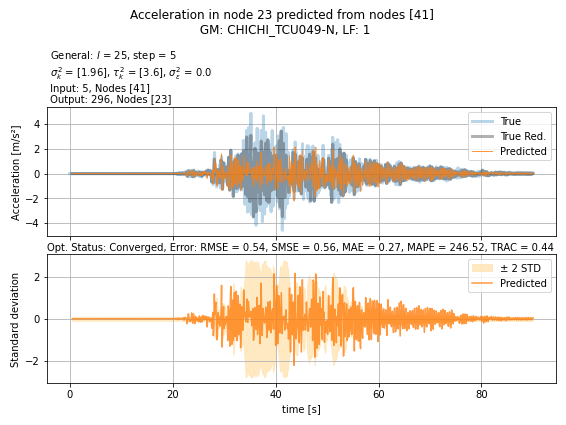 Acceleration in node 23 predicted from nodes [41]
GM: CHICHI_TCU049-N, LF: 1
General: l = 25, step = 5
σ²ₖ = [1.96], τ²ₖ = [3.6], σ²ε = 0.0
Input: 5, Nodes [41]
Output: 296, Nodes [23]
Acceleration [m/s²]
4
2
0
−2
−4
True
True Red.
Predicted
Opt. Status: Converged, Error: RMSE = 0.54, SMSE = 0.56, MAE = 0.27, MAPE = 246.52, TRAC = 0.44
Standard deviation
2
0
−2
± 2 STD
Predicted
0 20 40 60 80
time [s]